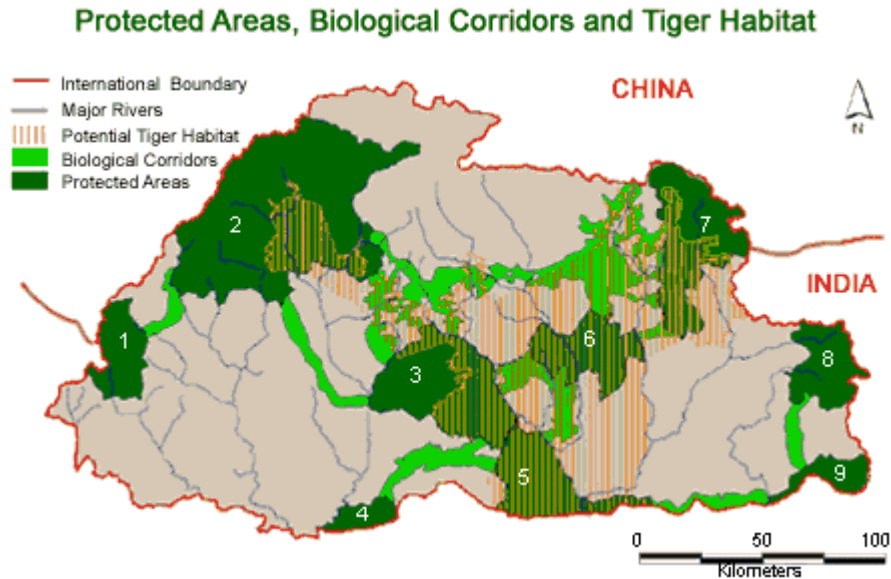 Protected Areas, Biological Corridors and Tiger Habitat
International Boundary
Major Rivers
Potential Tiger Habitat
Biological Corridors
Protected Areas
CHINA
N
INDIA
1
2
3
4
5
6
7
8
9
0 50 100
Kilometers